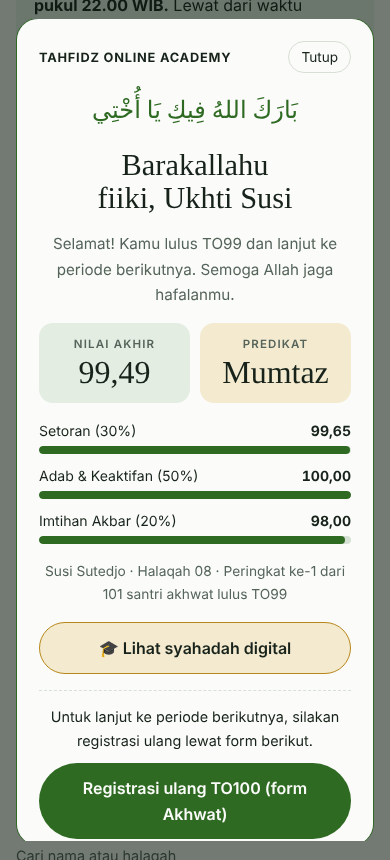 pukul 22.00 WIB. Lewat dari waktu
TAHFIDZ ONLINE ACADEMY
Tutup
بَارَكَ اللهُ فِيكِ يَا أُخْتِي
Barakallahu
fiiki, Ukhti Susi
Selamat! Kamu lulus TO99 dan lanjut ke
periode berikutnya. Semoga Allah jaga
hafalanmu.
NILAI AKHIR
99,49
PREDIKAT
Mumtaz
Setoran (30%)
99,65
Adab & Keaktifan (50%)
100,00
Imtihan Akbar (20%)
98,00
Susi Sutedjo · Halaqah 08 · Peringkat ke-1 dari
101 santri akhwat lulus TO99
🎓 Lihat syahadah digital
Untuk lanjut ke periode berikutnya, silakan
registrasi ulang lewat form berikut.
Registrasi ulang TO100 (form
Akhwat)
Cari nama atau halaqah